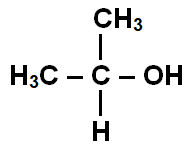 CH₃
H₃C – C – OH
H